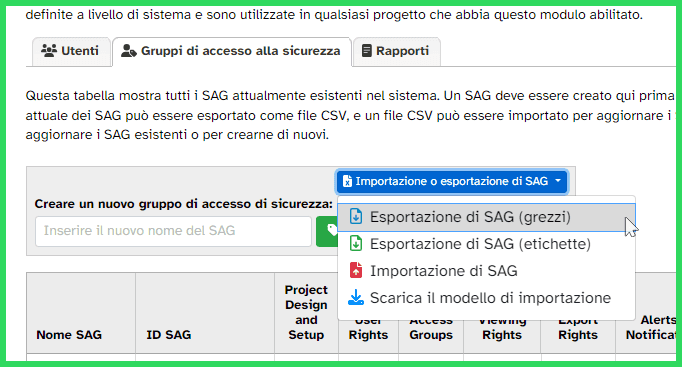 definite a livello di sistema e sono utilizzate in qualsiasi progetto che abbia questo modulo abilitato.
Utenti
Gruppi di accesso alla sicurezza
Rapporti
Questa tabella mostra tutti i SAG attualmente esistenti nel sistema. Un SAG deve essere creato qui prima
attuale dei SAG può essere esportato come file CSV, e un file CSV può essere importato per aggiornare i
aggiornare i SAG esistenti o per crearne di nuovi.
Importazione o esportazione di SAG
Creare un nuovo gruppo di accesso di sicurezza:
Inserire il nuovo nome del SAG
Esportazione di SAG (grezzi)
Esportazione di SAG (etichette)
Importazione di SAG
Scarica il modello di importazione
Nome SAG
ID SAG
Project
Design
and
Setup
User
Rights
Access
Groups
Viewing
Rights
Export
Rights
Alerts
Notificat